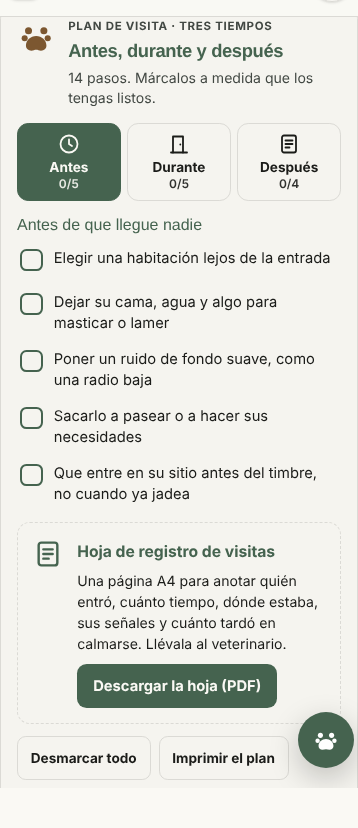 PLAN DE VISITA · TRES TIEMPOS
Antes, durante y después
14 pasos. Márcalos a medida que los
tengas listos.
Antes
0/5
Durante
0/5
Después
0/4
Antes de que llegue nadie
Elegir una habitación lejos de la entrada
Dejar su cama, agua y algo para
masticar o lamer
Poner un ruido de fondo suave, como
una radio baja
Sacarlo a pasear o a hacer sus
necesidades
Que entre en su sitio antes del timbre,
no cuando ya jadea
Hoja de registro de visitas
Una página A4 para anotar quién
entró, cuánto tiempo, dónde estaba,
sus señales y cuánto tardó en
calmarse. Llévala al veterinario.
Descargar la hoja (PDF)
Desmarcar todo
Imprimir el plan